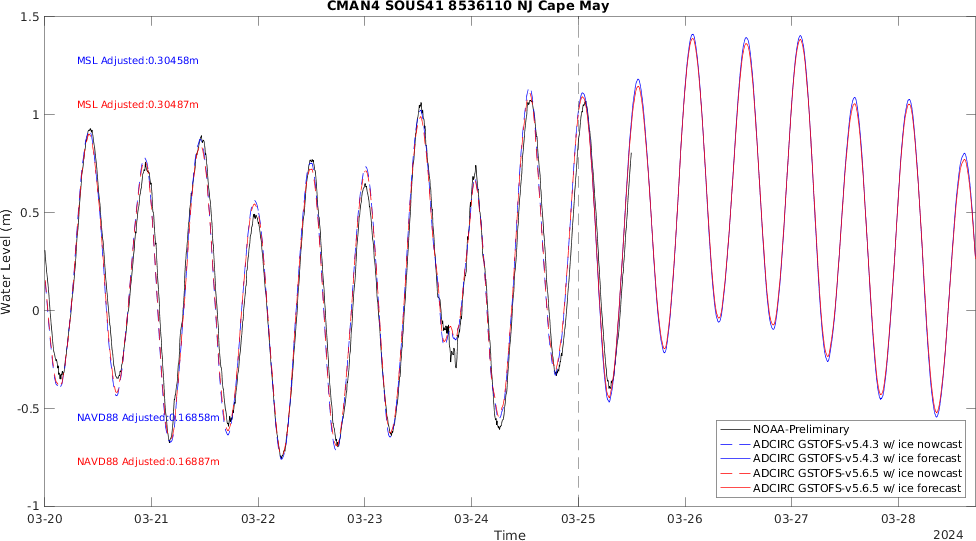 CMAN4 SOUS41 8536110 NJ Cape May
1.5
1
0.5
0
-0.5
-1
Water Level (m)
MSL Adjusted:0.30458m
MSL Adjusted:0.30487m
NAVD88 Adjusted:0.16858m
NAVD88 Adjusted:0.16887m
NOAA-Preliminary
ADCIRC GSTOFS-v5.4.3 w/ ice nowcast
ADCIRC GSTOFS-v5.4.3 w/ ice forecast
ADCIRC GSTOFS-v5.6.5 w/ ice nowcast
ADCIRC GSTOFS-v5.6.5 w/ ice forecast
03-20 03-21 03-22 03-23 03-24 03-25 03-26 03-27 03-28
Time
2024